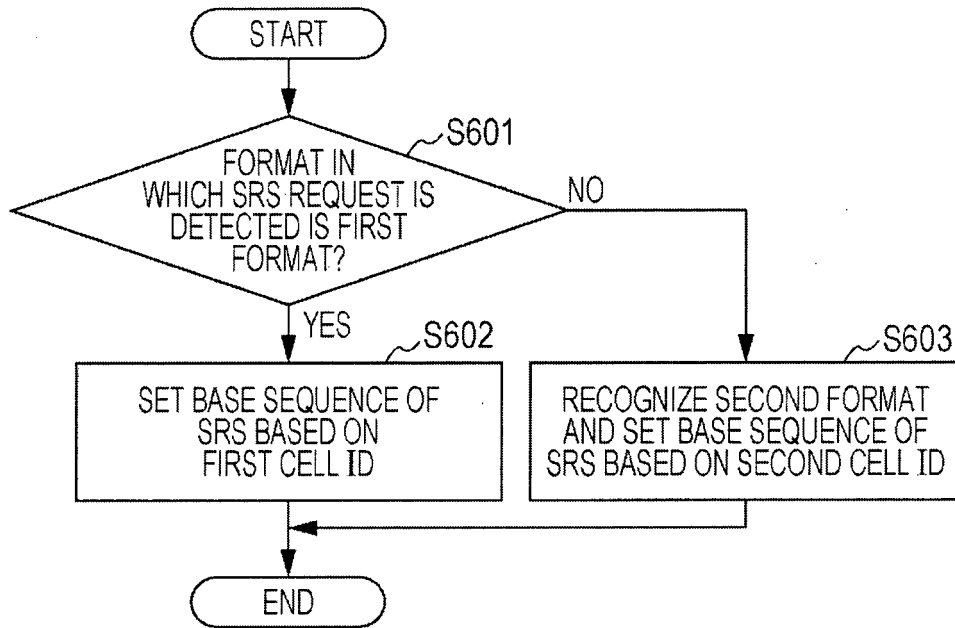 START
S601
FORMAT IN
WHICH SRS REQUEST IS
DETECTED IS FIRST
FORMAT?
NO
YES
S602
SET BASE SEQUENCE OF
SRS BASED ON
FIRST CELL ID
S603
RECOGNIZE SECOND FORMAT
AND SET BASE SEQUENCE OF
SRS BASED ON SECOND CELL ID
END